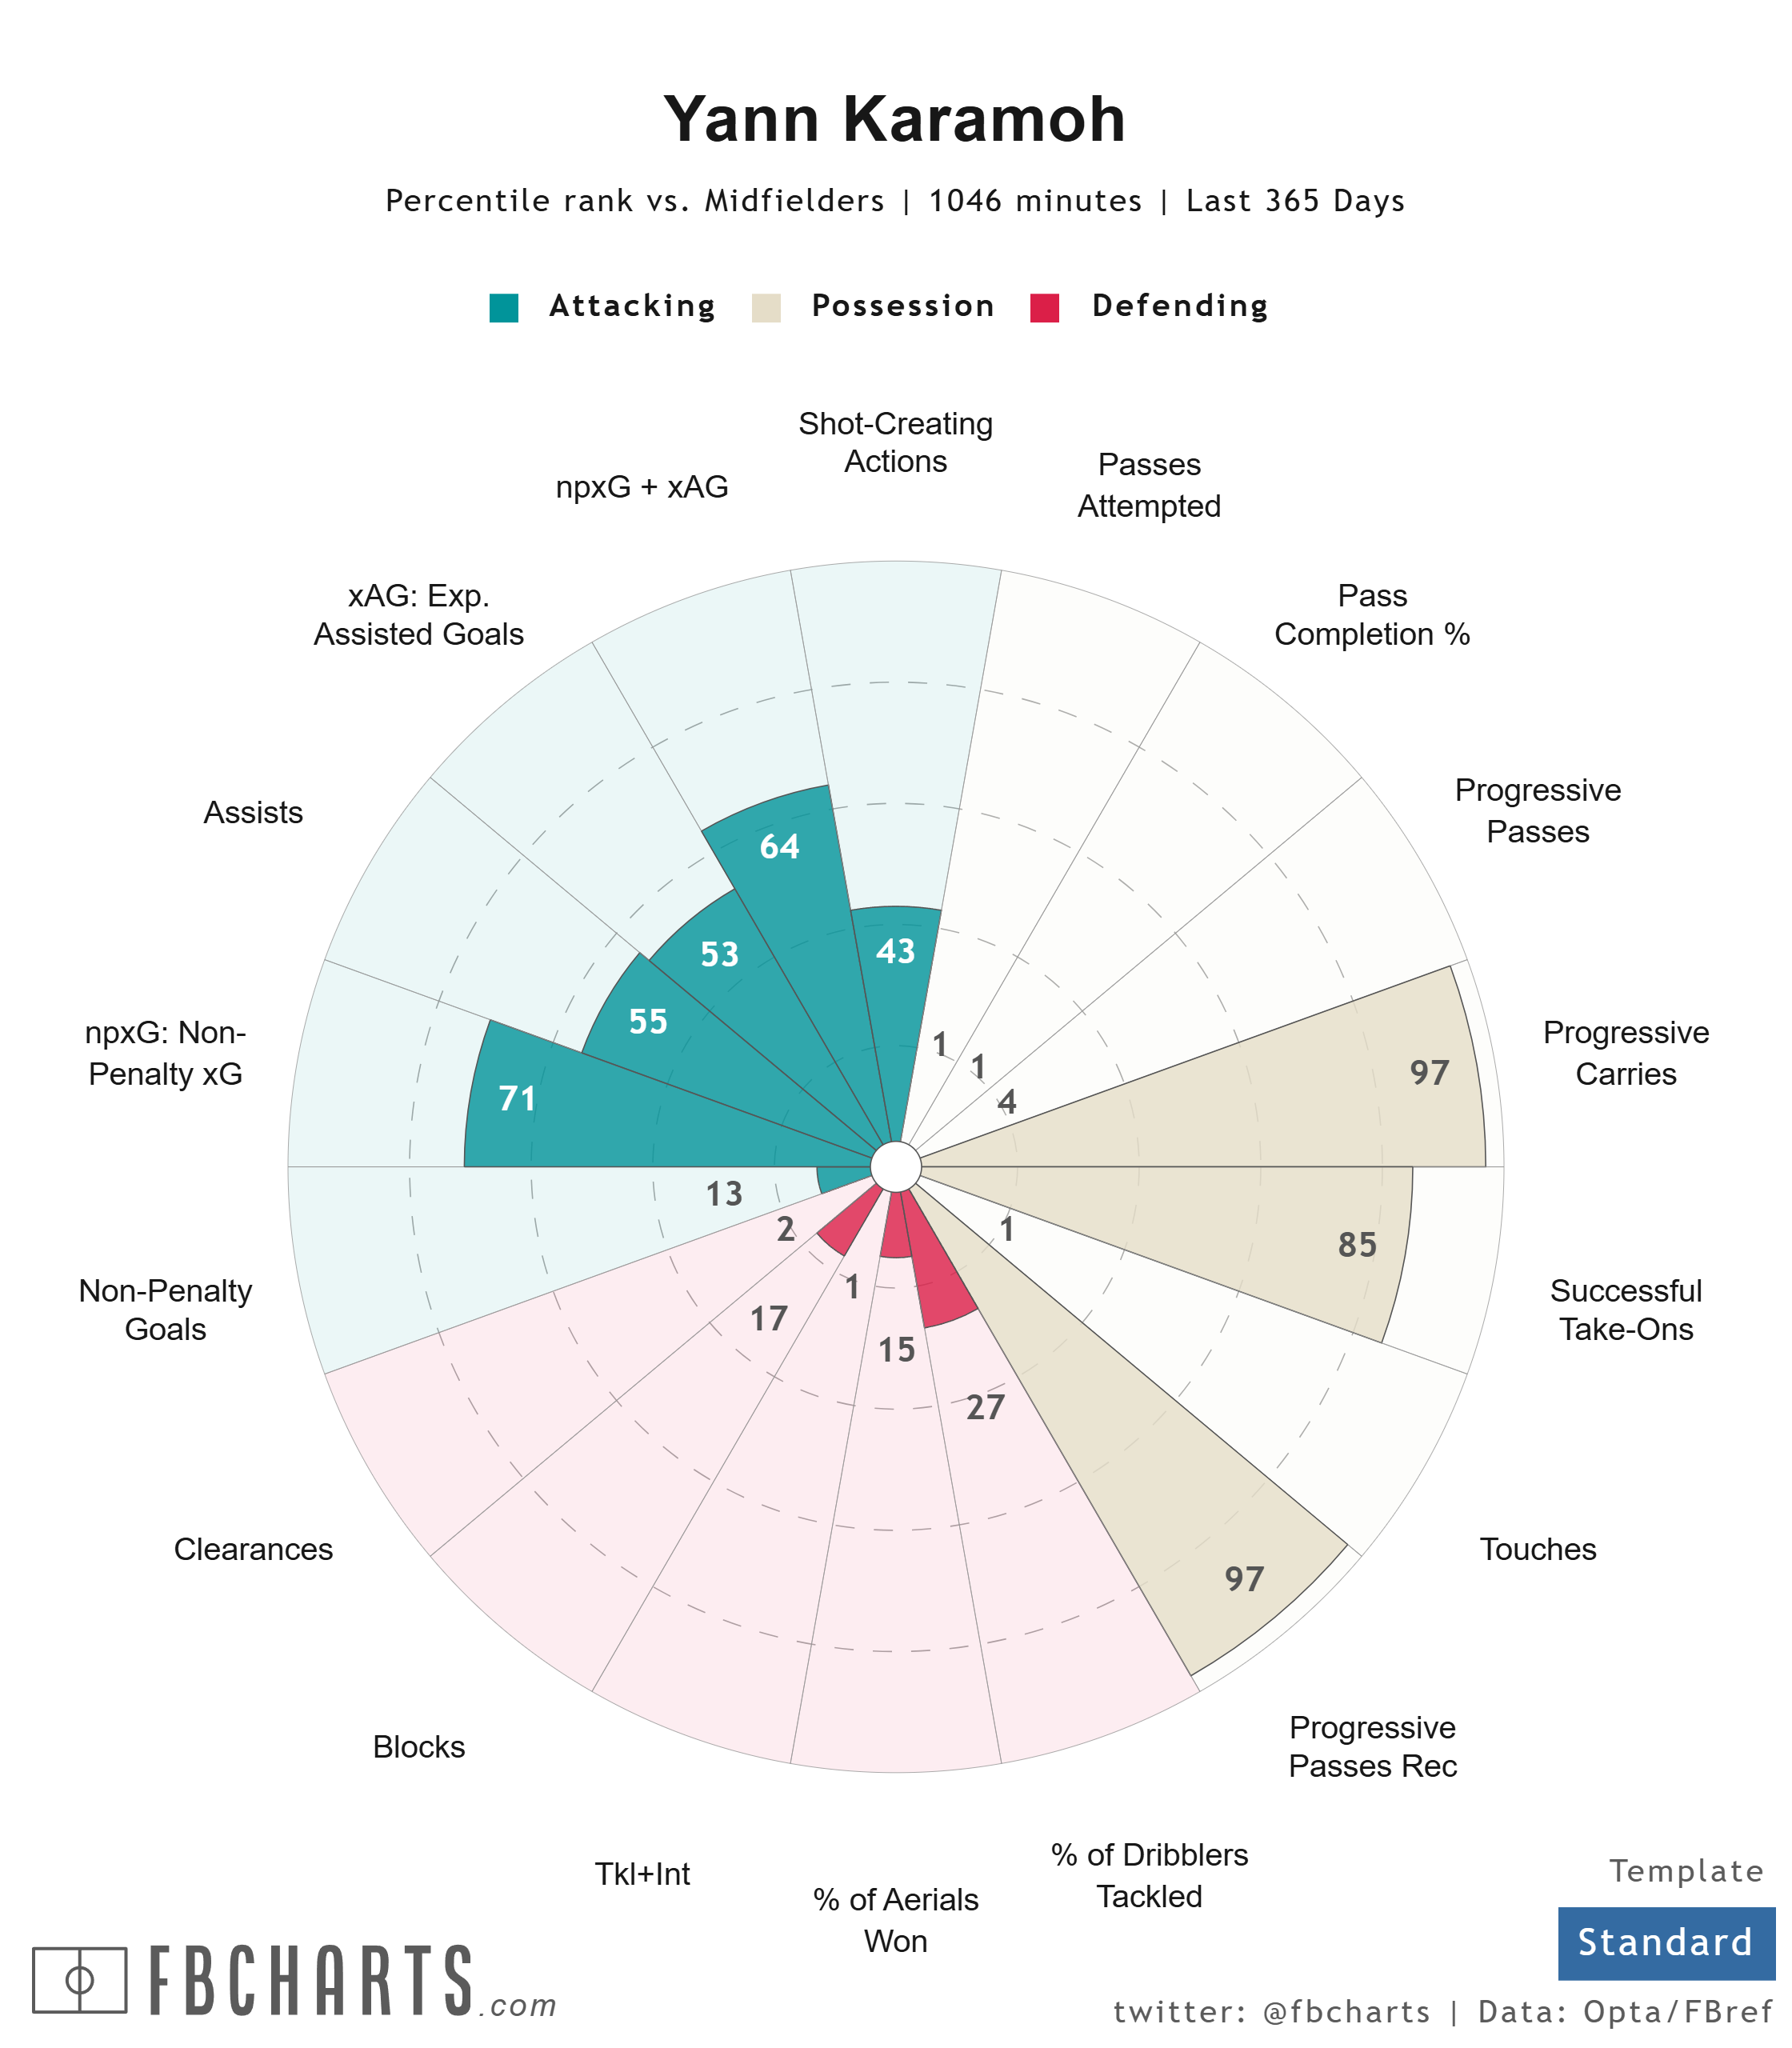 Yann Karamoh
Percentile rank vs. Midfielders | 1046 minutes | Last 365 Days
Attacking
Possession
Defending
Shot-Creating
Actions
Passes
Attempted
npxG + xAG
xAG: Exp.
Assisted Goals
Pass
Completion %
Progressive
Passes
Assists
64
53
43
55
1
1
4
97
71
npxG: Non-
Penalty xG
Progressive
Carries
13
2
1
85
Non-Penalty
Goals
Successful
Take-Ons
17
1
15
27
97
Clearances
Touches
Blocks
Progressive
Passes Rec
Tkl+Int
% of Aerials
Won
% of Dribblers
Tackled
Template
Standard
FBCHARTS.com
twitter: @fbcharts | Data: Opta/FBref